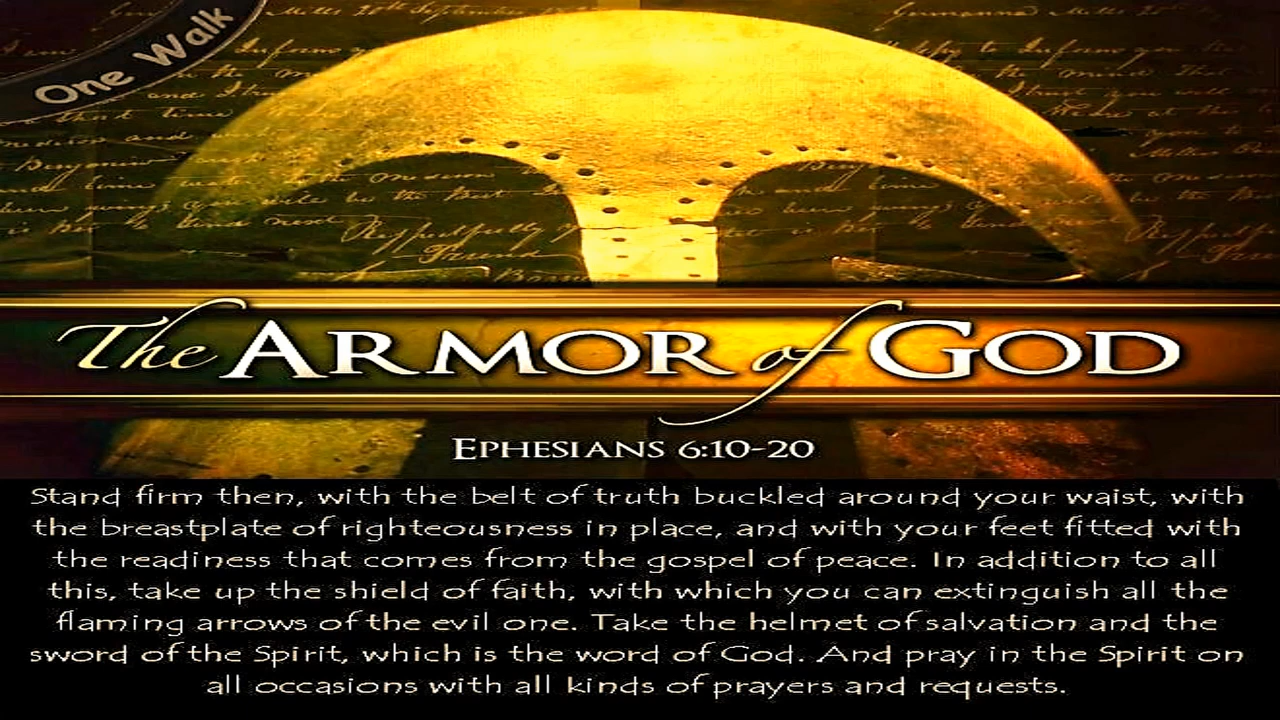 One Walk
The ARMOR of GOD
EPHESIANS 6:10-20
Stand firm then, with the belt of truth buckled around your waist, with
the breastplate of righteousness in place, and with your feet fitted with
the readiness that comes from the gospel of peace. In addition to all
this, take up the shield of faith, with which you can extinguish all the
flaming arrows of the evil one. Take the helmet of salvation and the
sword of the Spirit, which is the word of God. And pray in the Spirit on
all occasions with all kinds of prayers and requests.